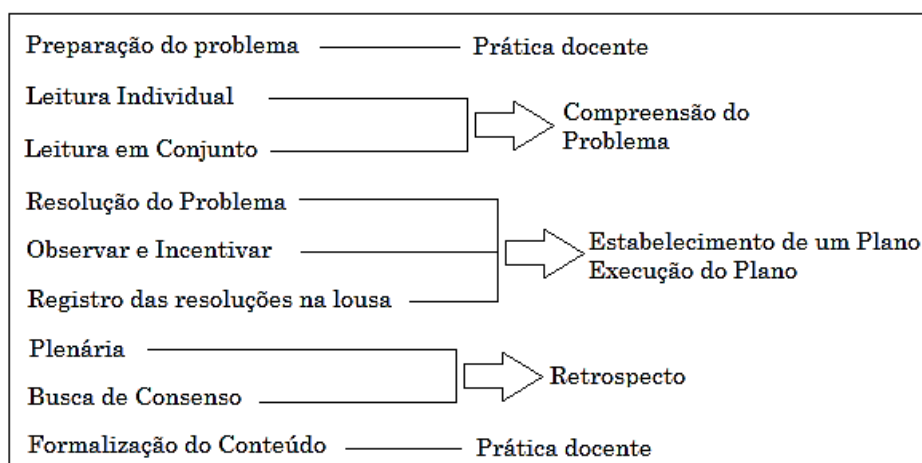 Preparação do problema Prática docente
Leitura Individual
Compreensão do
Problema
Leitura em Conjunto
Resolução do Problema
Observar e Incentivar
Estabelecimento de um Plano
Execução do Plano
Registro das resoluções na lousa
Plenária
Retrospecto
Busca de Consenso
Formalização do Conteúdo Prática docente